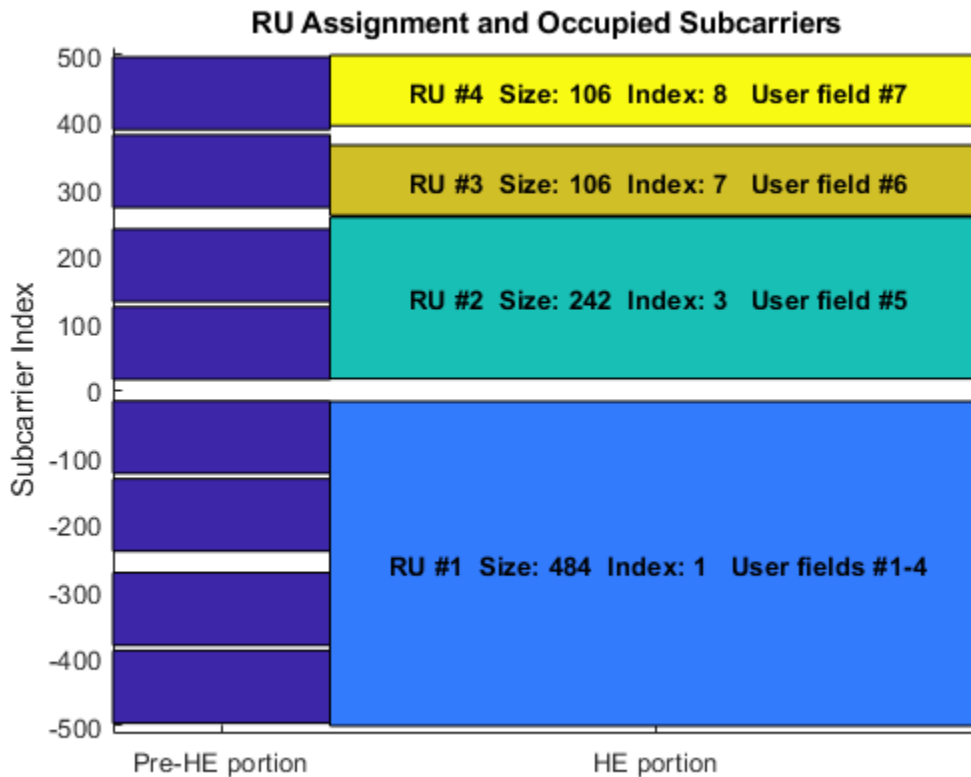 RU Assignment and Occupied Subcarriers
500
400
300
200
100
0
-100
-200
-300
-400
-500
Subcarrier Index
RU #4 Size: 106 Index: 8 User field #7
RU #3 Size: 106 Index: 7 User field #6
RU #2 Size: 242 Index: 3 User field #5
RU #1 Size: 484 Index: 1 User fields #1-4
Pre-HE portion
HE portion